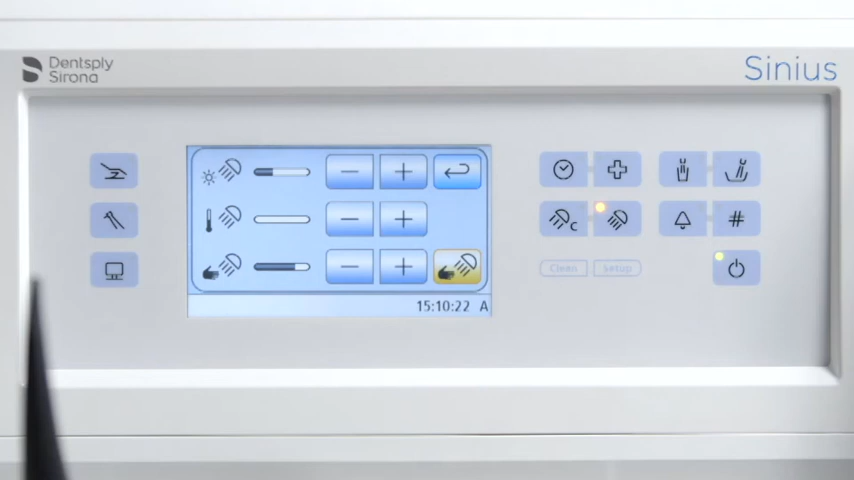 Dentsply
Sirona
Sinius
C
#
Clean
Setup
15:10:22 A